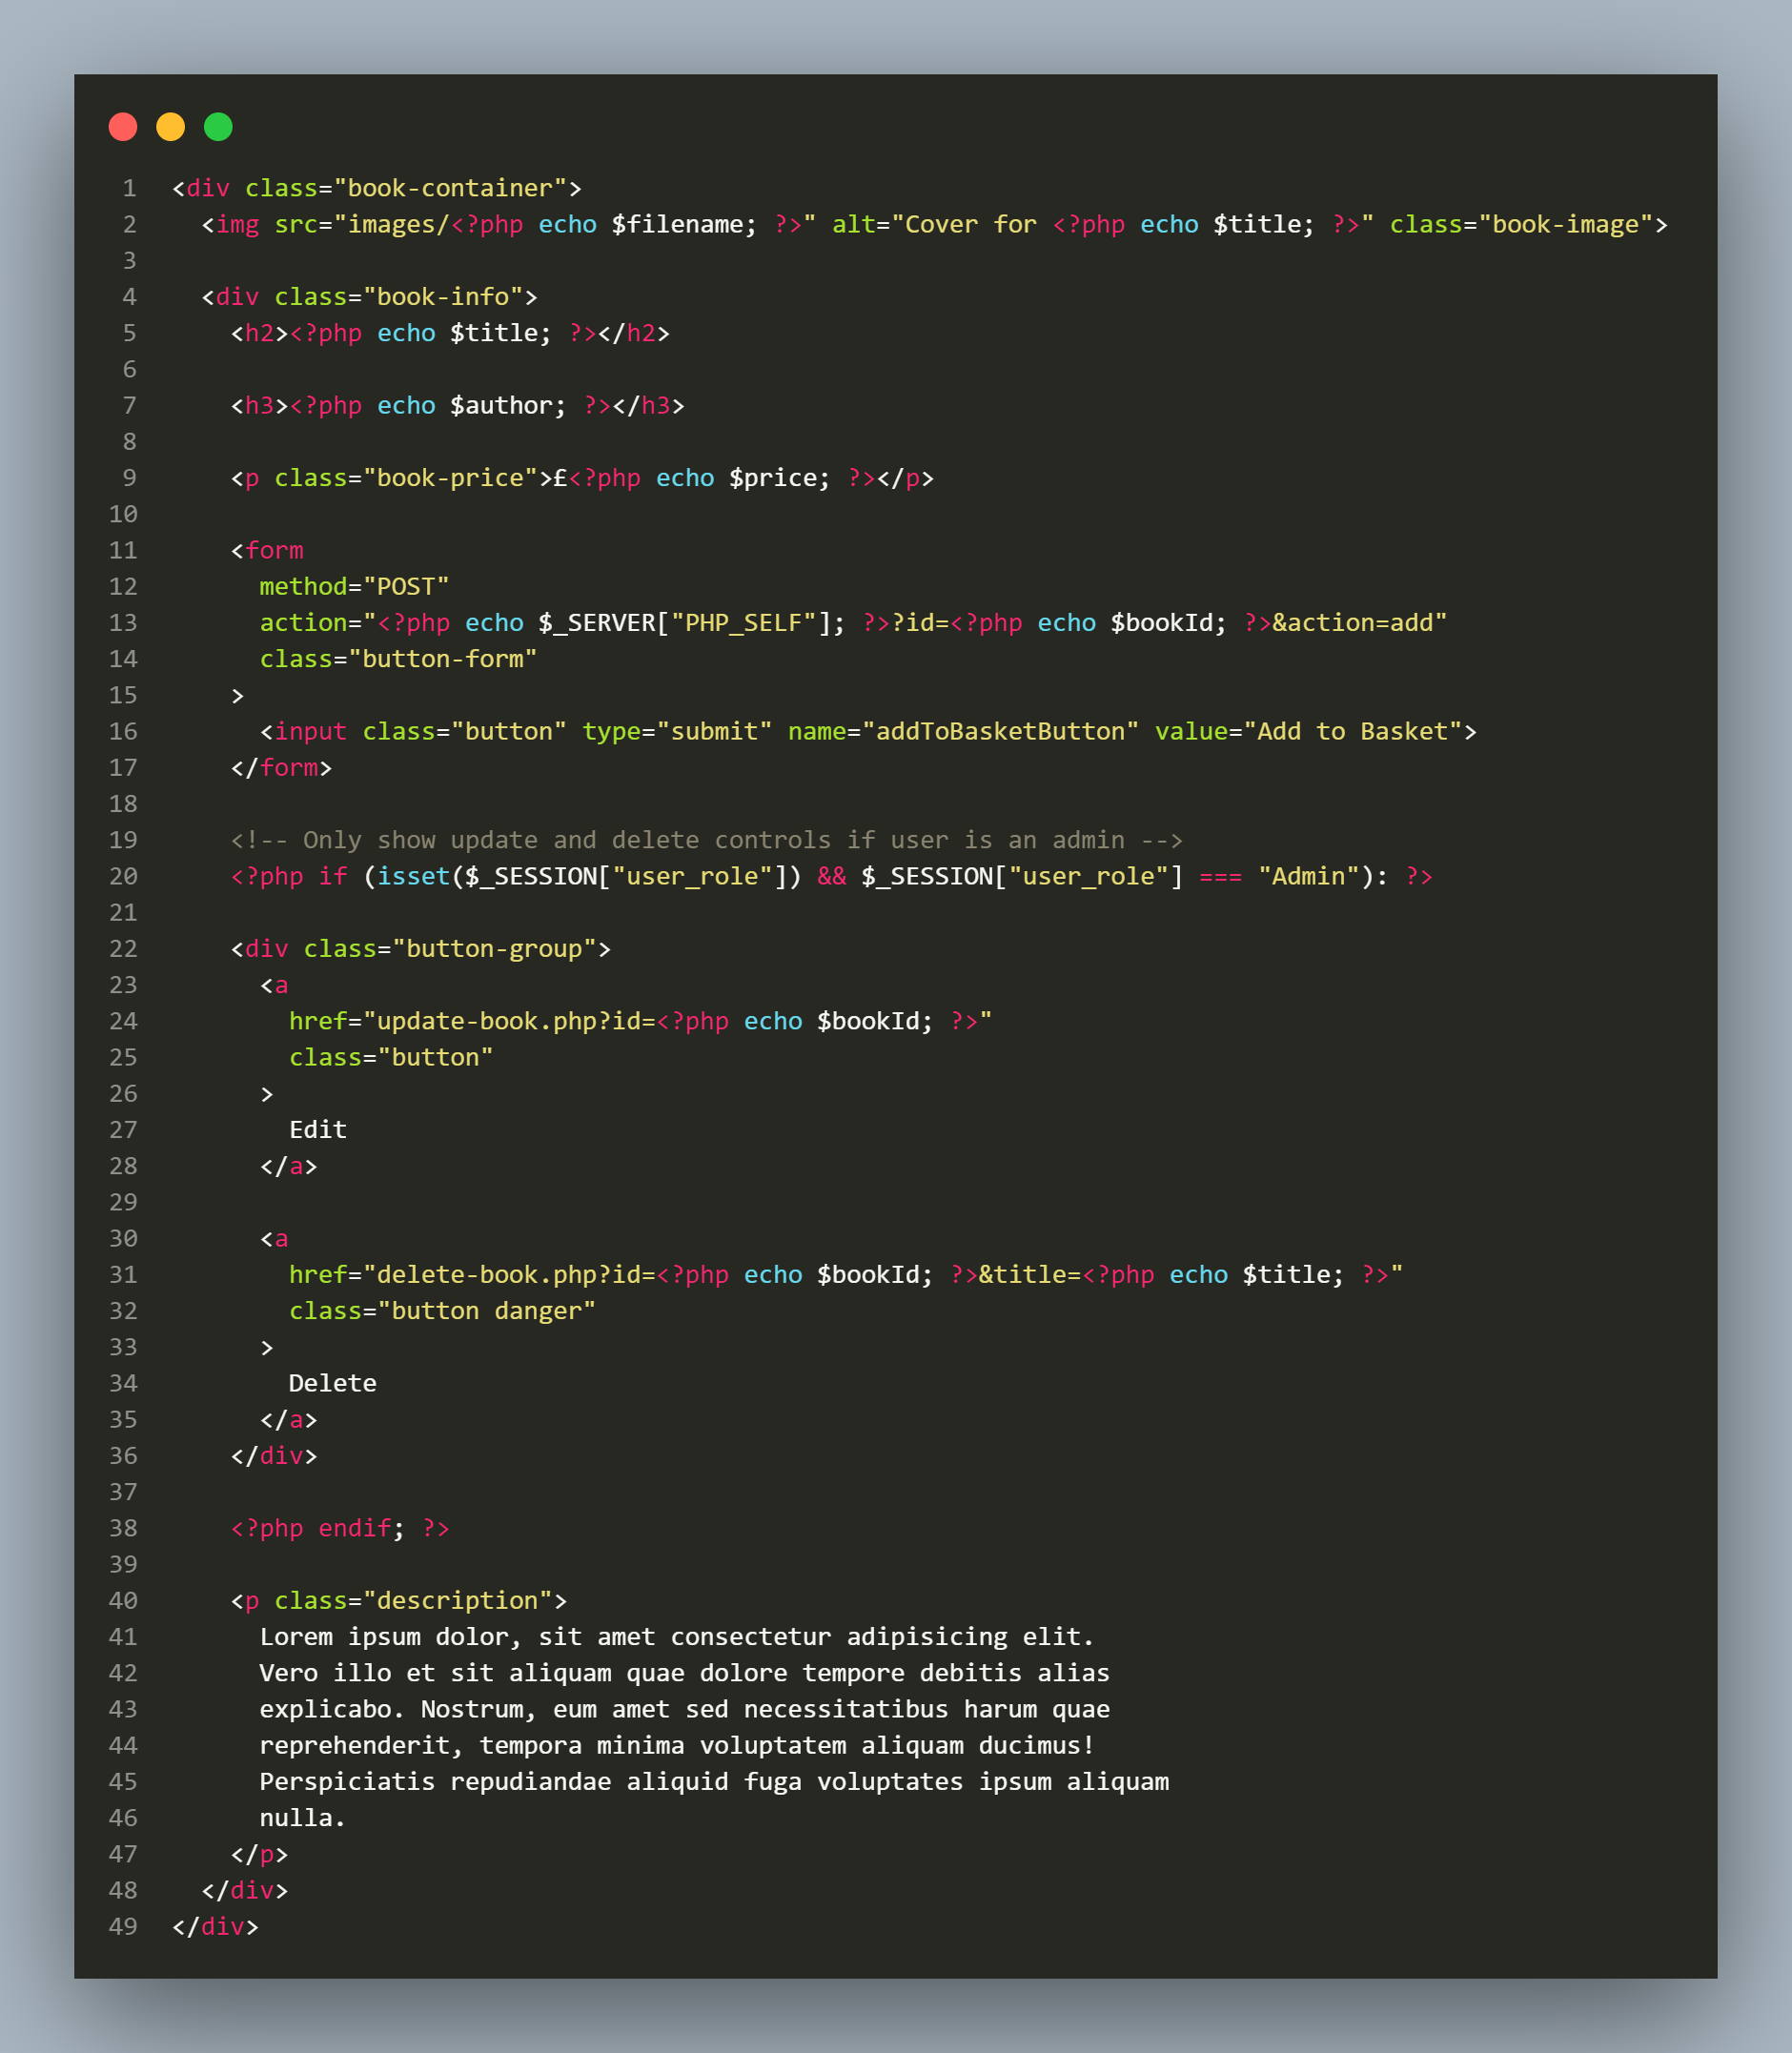 1 <div class="book-container">
2   <img src="images/<?php echo $filename; ?>" alt="Cover for <?php echo $title; ?>" class="book-image">
3
4   <div class="book-info">
5     <h2><?php echo $title; ?></h2>
6
7     <h3><?php echo $author; ?></h3>
8
9     <p class="book-price">£<?php echo $price; ?></p>
10
11     <form
12       method="POST"
13       action="<?php echo $_SERVER["PHP_SELF"]; ?>?id=<?php echo $bookId; ?>&action=add"
14       class="button-form"
15     >
16       <input class="button" type="submit" name="addToBasketButton" value="Add to Basket">
17     </form>
18
19     <!-- Only show update and delete controls if user is an admin -->
20     <?php if (isset($_SESSION["user_role"]) && $_SESSION["user_role"] === "Admin"): ?>
21
22     <div class="button-group">
23       <a
24         href="update-book.php?id=<?php echo $bookId; ?>"
25         class="button"
26       >
27         Edit
28       </a>
29
30       <a
31         href="delete-book.php?id=<?php echo $bookId; ?>&title=<?php echo $title; ?>"
32         class="button danger"
33       >
34         Delete
35       </a>
36     </div>
37
38     <?php endif; ?>
39
40     <p class="description">
41       Lorem ipsum dolor, sit amet consectetur adipisicing elit.
42       Vero illo et sit aliquam quae dolore tempore debitis alias
43       explicabo. Nostrum, eum amet sed necessitatibus harum quae
44       reprehenderit, tempora minima voluptatem aliquam ducimus!
45       Perspiciatis repudiandae aliquid fuga voluptates ipsum aliquam
46       nulla.
47     </p>
48   </div>
49 </div>